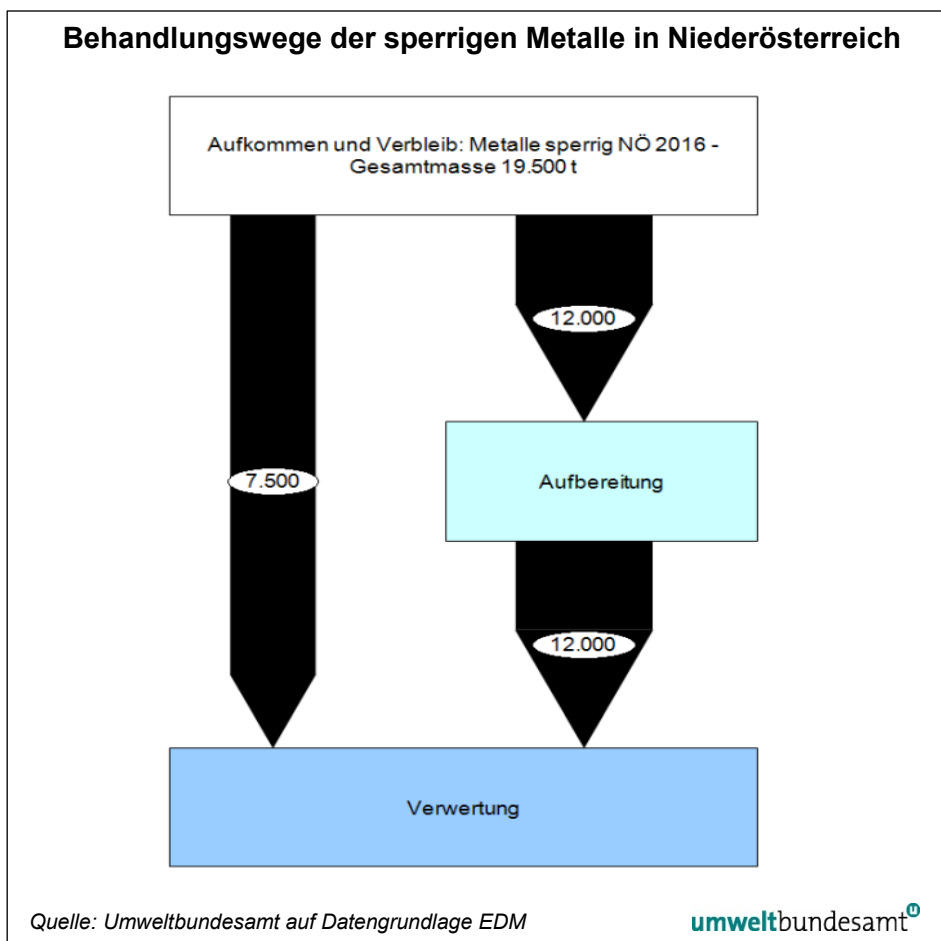 Behandlungswege der sperrigen Metalle in Niederösterreich
Aufkommen und Verbleib: Metalle sperrig NÖ 2016 -
Gesamtmasse 19.500 t
12.000
7.500
Aufbereitung
12.000
Verwertung
Quelle: Umweltbundesamt auf Datengrundlage EDM
umweltbundesamt u